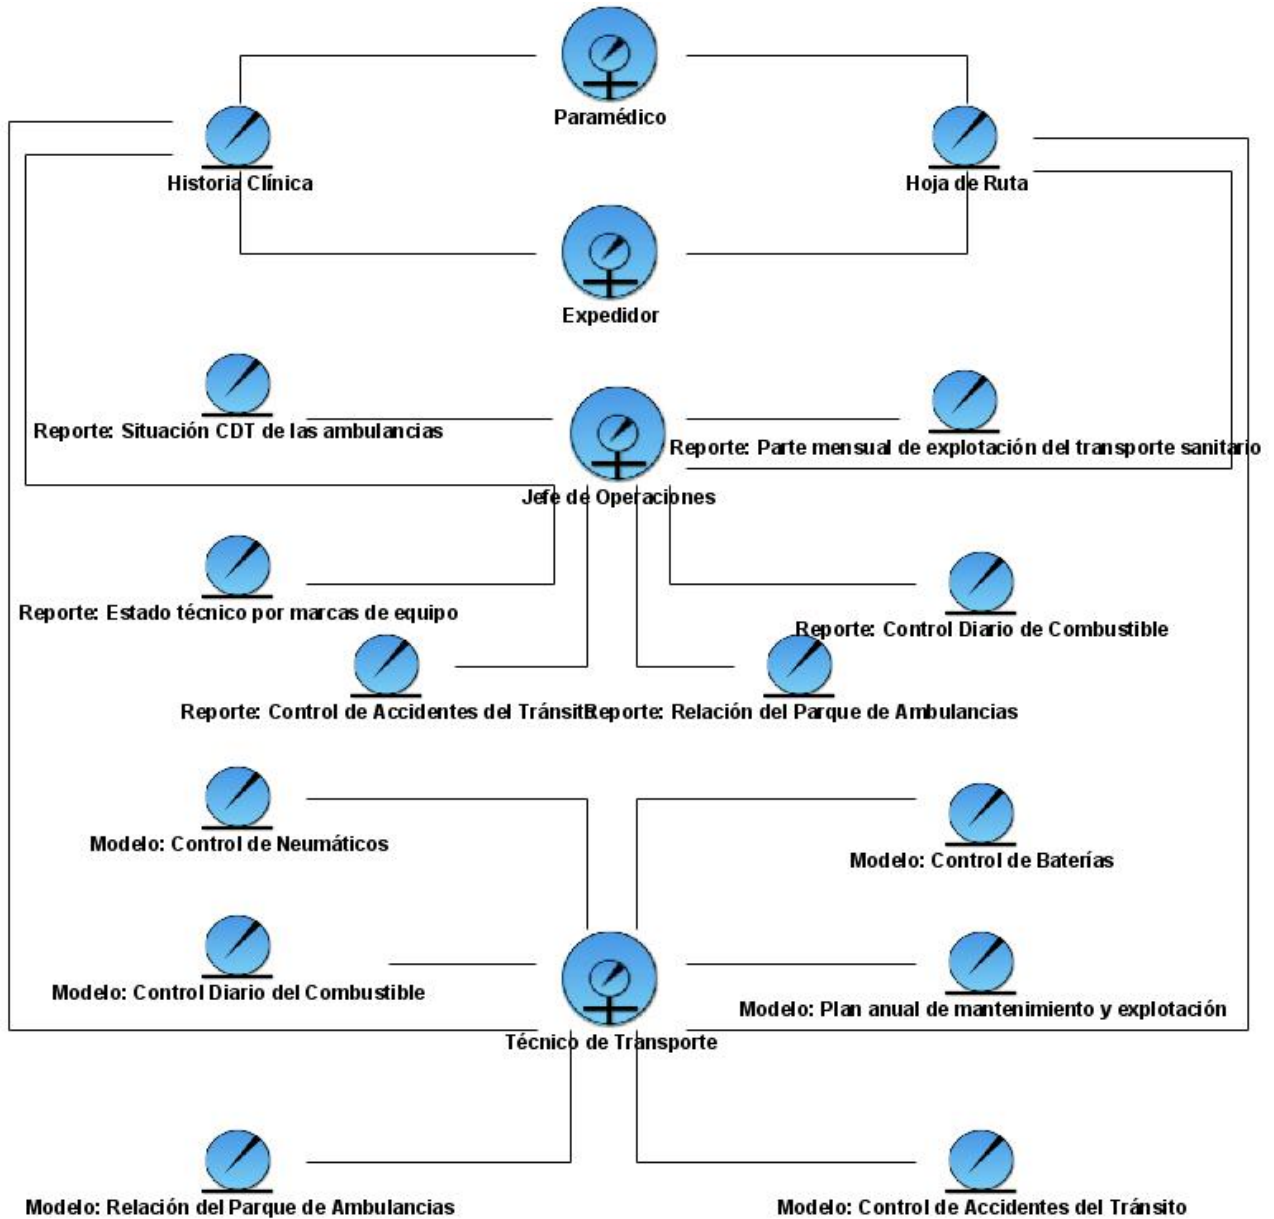 Paramédico
Historia Clínica
Hoja de Ruta
Expedidor
Reporte: Situación CDT de las ambulancias
Reporte: Parte mensual de explotación del transporte sanitario
Jefe de Operaciones
Reporte: Estado técnico por marcas de equipo
Reporte: Control Diario de Combustible
Reporte: Control de Accidentes del Tránsito
Reporte: Relación del Parque de Ambulancias
Modelo: Control de Neumáticos
Modelo: Control de Baterías
Modelo: Control Diario del Combustible
Modelo: Plan anual de mantenimiento y explotación
Técnico de Transporte
Modelo: Relación del Parque de Ambulancias
Modelo: Control de Accidentes del Tránsito